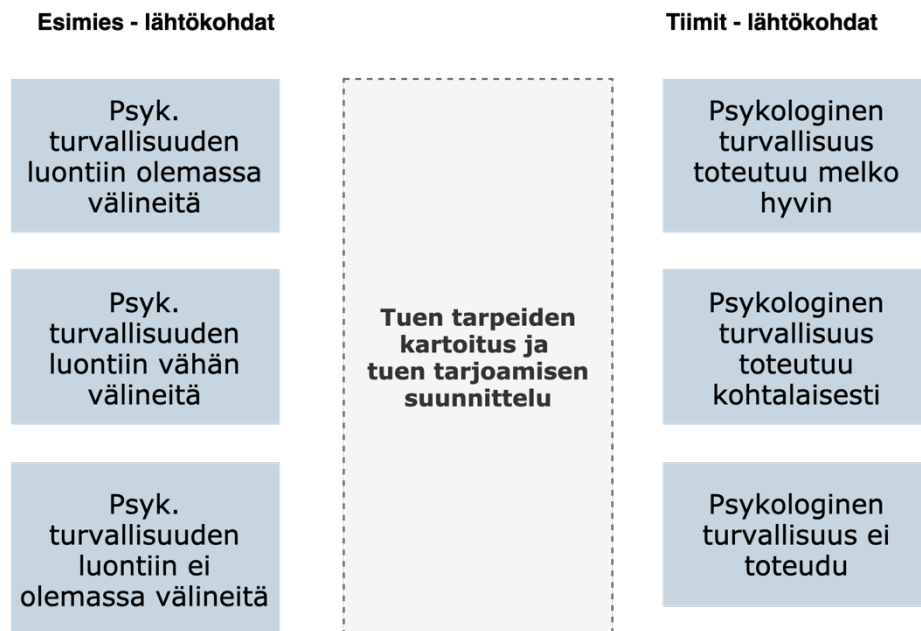 Esimies - lähtökohdat
Tiimit - lähtökohdat
Psyk.
turvallisuuden
luontiin olemassa
välineitä
Psyk.
turvallisuuden
luontiin vähän
välineitä
Psyk.
turvallisuuden
luontiin ei
olemassa välineitä
Tuen tarpeiden
kartoitus ja
tuen tarjoamisen
suunnittelu
Psykologinen
turvallisuus
toteutuu melko
hyvin
Psykologinen
turvallisuus
toteutuu
kohtalaisesti
Psykologinen
turvallisuus ei
toteudu